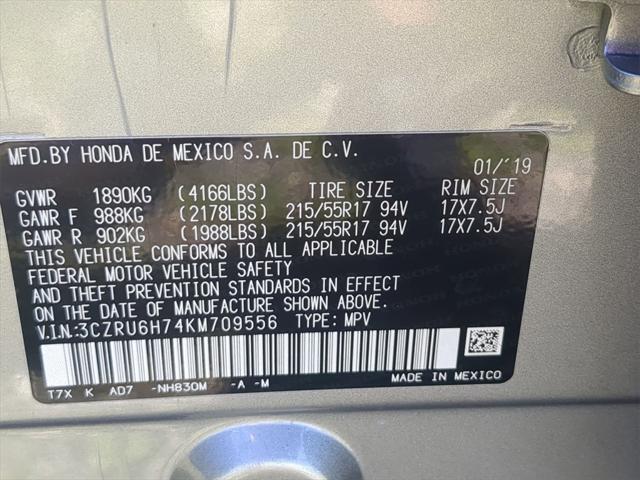 MFD.BY HONDA DE MEXICO S.A. DE C.V. 01/'19
GVWR 1890KG (4166LBS) TIRE SIZE RIM SIZE
GAWR F 988KG (2178LBS) 215/55R17 94V 17X7.5J
GAWR R 902KG (1988LBS) 215/55R17 94V 17X7.5J
THIS VEHICLE CONFORMS TO ALL APPLICABLE
FEDERAL MOTOR VEHICLE SAFETY
AND THEFT PREVENTION STANDARDS IN EFFECT
ON THE DATE OF MANUFACTURE SHOWN ABOVE.
V.I.N:3CZRU6H74KM709556 TYPE: MPV
T7X K AD7 -NH830M -A -M MADE IN MEXICO